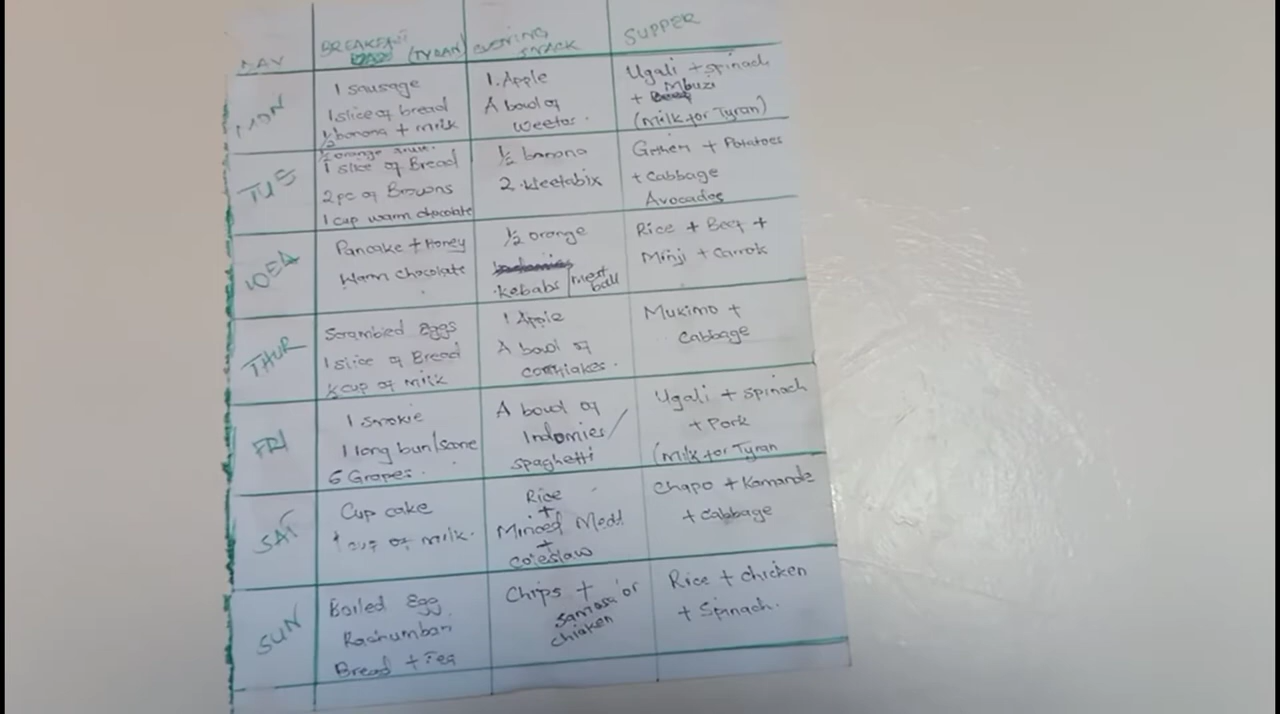 DAY BREAKFAST (TYRAN) EVENING SNACK SUPPER
MON
1 sausage
1 slice of bread
½ banana + milk
1. Apple
A bowl of
weetos.
Ugali + spinach
+ Mbuzi
(Milk for Tyran)
TUE
½ orange
1 slice of Bread
2pc of Browns
1 cup warm chocolate
½ banana
2 weetabix
Githeri + Potatoes
+ Cabbage
Avocados
WED
Pancake + Honey
Warm chocolate
½ orange
kebabs / meat
ball
Rice + Beef +
Minji + Carrot
THUR
Scrambled Eggs
1 slice of Bread
½ cup of milk
1 Apple
A bowl of
cornflakes.
Mukimo +
Cabbage
FRI
1 smokie
1 long bun/scone
6 Grapes.
A bowl of
Indomies/
spaghetti
Ugali + spinach
+ Pork
(Milk for Tyran
SAT
Cup cake
1 cup of milk.
Rice
+
Minced Meat
+
coleslaw
Chapo + Kamande
+ Cabbage
SUN
Boiled Egg
Kachumbari
Bread + Tea
Chips +
samosa or
chicken
Rice + chicken
+ Spinach.